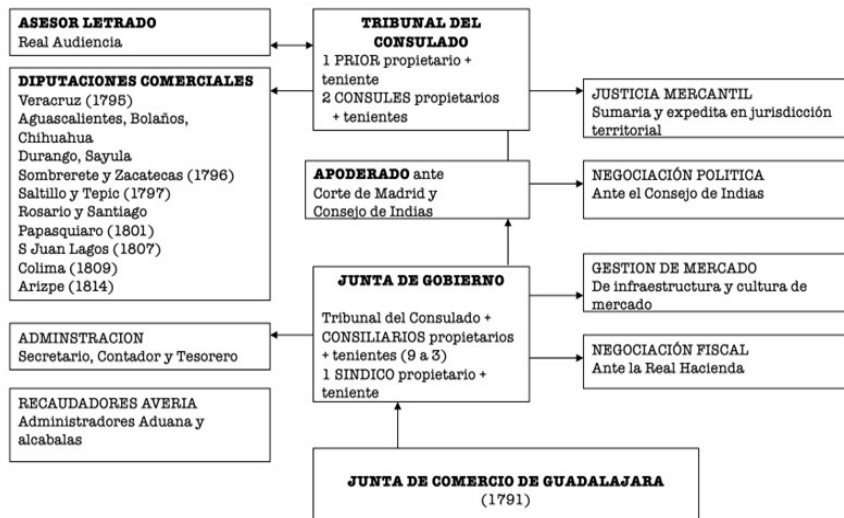 ASESOR LETRADO
Real Audiencia
DIPUTACIONES COMERCIALES
Veracruz (1795)
Aguascalientes, Bolaños,
Chihuahua
Durango, Sayula
Sombrerete y Zacatecas (1796)
Saltillo y Tepic (1797)
Rosario y Santiago
Papasquiaro (1801)
S Juan Lagos (1807)
Colima (1809)
Arizpe (1814)
ADMINSTRACION
Secretario, Contador y Tesorero
RECAUDADORES AVERIA
Administradores Aduana y
alcabalas
TRIBUNAL DEL
CONSULADO
1 PRIOR propietario +
teniente
2 CONSULES propietarios
+ tenientes
APODERADO ante
Corte de Madrid y
Consejo de Indias
JUNTA DE GOBIERNO
Tribunal del Consulado +
CONSILIARIOS propietarios
+ tenientes (9 a 3)
1 SINDICO propietario +
teniente
JUNTA DE COMERCIO DE GUADALAJARA
(1791)
JUSTICIA MERCANTIL
Sumaria y expedita en jurisdicción
territorial
NEGOCIACIÓN POLITICA
Ante el Consejo de Indias
GESTION DE MERCADO
De infraestructura y cultura de
mercado
NEGOCIACIÓN FISCAL
Ante la Real Hacienda